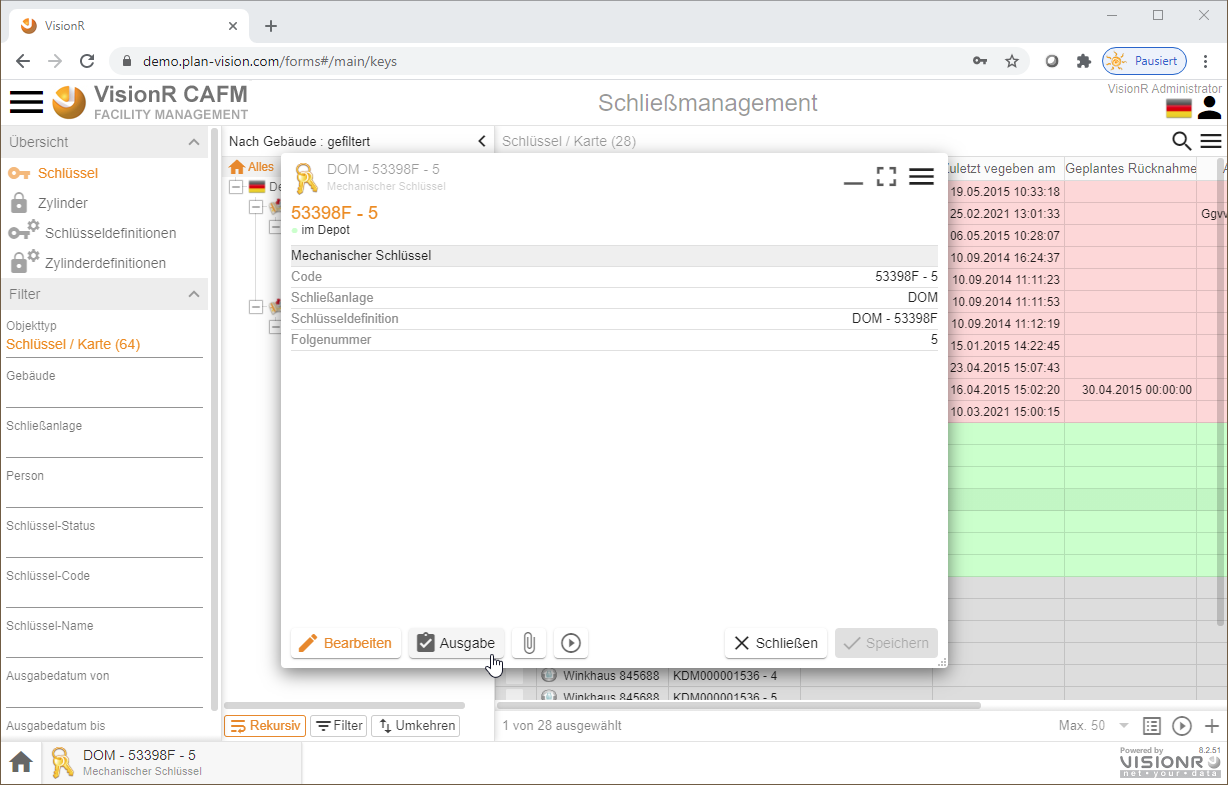 VisionR
demo.plan-vision.com/forms#/main/keys
Pausiert
VisionR CAFM
FACILITY MANAGEMENT
Schließmanagement
VisionR Administrator
Übersicht
Schlüssel
Zylinder
Schlüsseldefinitionen
Zylinderdefinitionen
Filter
Objekttyp
Schlüssel / Karte (64)
Gebäude
Schließanlage
Person
Schlüssel-Status
Schlüssel-Code
Schlüssel-Name
Ausgabedatum von
Ausgabedatum bis
Nach Gebäude : gefiltert
Alles
De
Schlüssel / Karte (28)
DOM - 53398F - 5
Mechanischer Schlüssel
53398F - 5
im Depot
Mechanischer Schlüssel
Code 53398F - 5
Schließanlage DOM
Schlüsseldefinition DOM - 53398F
Folgenummer 5
Bearbeiten
Ausgabe
Schließen
Speichern
uletzt vegeben am Geplantes Rücknahme
19.05.2015 10:33:18
25.02.2021 13:01:33
06.05.2015 10:28:07
10.09.2014 16:24:37
10.09.2014 11:11:23
10.09.2014 11:11:53
10.09.2014 11:12:19
15.01.2015 14:22:45
23.04.2015 15:07:43
16.04.2015 15:02:20 30.04.2015 00:00:00
10.03.2021 15:00:15
Winkhaus 845688 KDM000001536 - 4
Winkhaus 845688 KDM000001536 - 5
Rekursiv
Filter
Umkehren
1 von 28 ausgewählt
Max. 50
DOM - 53398F - 5
Mechanischer Schlüssel
Powered by 8.2.51
VISIONR
net • your • data